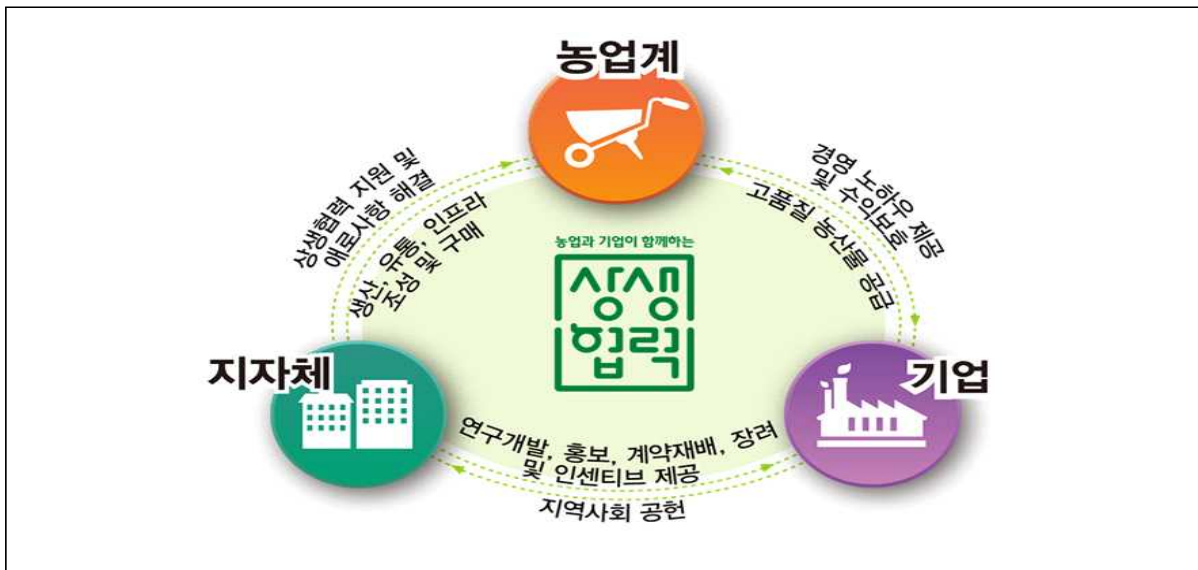 농업계
상생협력 지원 및
애로사항 해결
생산, 유통, 인프라
조성 및 구매
경영 노하우 제공
및 수익보호
고품질 농산물 공급
농업과 기업이 함께하는
상생
협력
지자체
기업
연구개발, 홍보, 계약재배, 장려
및 인센티브 제공
지역사회 공헌